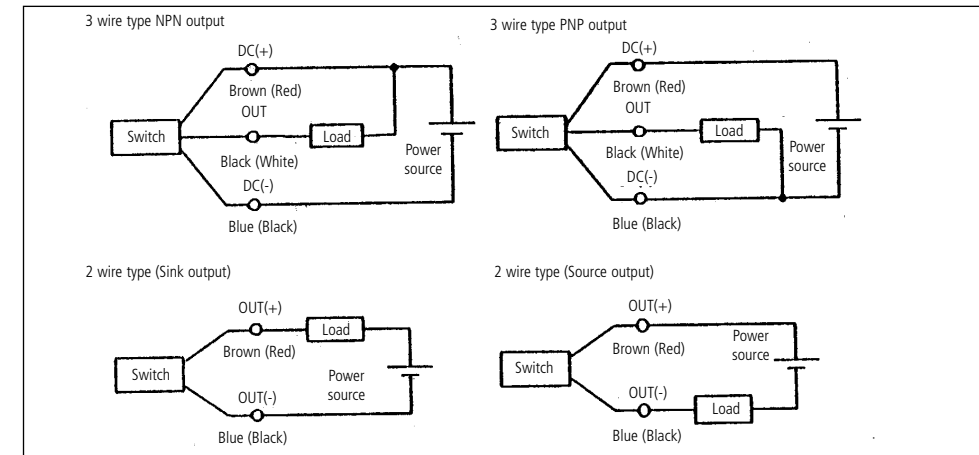 3 wire type NPN output
DC(+)
Brown (Red)
OUT
Switch
Load
Black (White)
Power
source
DC(-)
Blue (Black)
3 wire type PNP output
DC(+)
Brown (Red)
OUT
Switch
Load
Black (White)
Power
source
DC(-)
Blue (Black)
2 wire type (Sink output)
OUT(+)
Load
Brown (Red)
Switch
Power
source
OUT(-)
Blue (Black)
2 wire type (Source output)
OUT(+)
Brown (Red)
Power
source
Switch
OUT(-)
Load
Blue (Black)